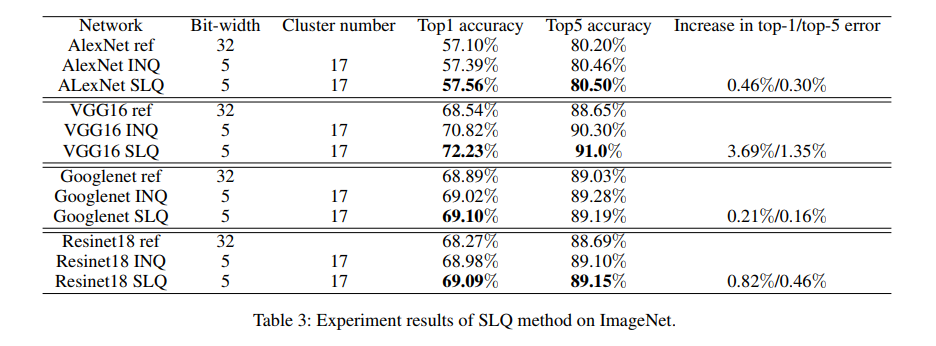 Network Bit-width Cluster number Top1 accuracy Top5 accuracy Increase in top-1/top-5 error
AlexNet ref 32 57.10% 80.20%
AlexNet INQ 5 17 57.39% 80.46%
ALexNet SLQ 5 17 57.56% 80.50% 0.46%/0.30%
VGG16 ref 32 68.54% 88.65%
VGG16 INQ 5 17 70.82% 90.30%
VGG16 SLQ 5 17 72.23% 91.0% 3.69%/1.35%
Googlenet ref 32 68.89% 89.03%
Googlenet INQ 5 17 69.02% 89.28%
Googlenet SLQ 5 17 69.10% 89.19% 0.21%/0.16%
Resinet18 ref 32 68.27% 88.69%
Resinet18 INQ 5 17 68.98% 89.10%
Resinet18 SLQ 5 17 69.09% 89.15% 0.82%/0.46%
Table 3: Experiment results of SLQ method on ImageNet.